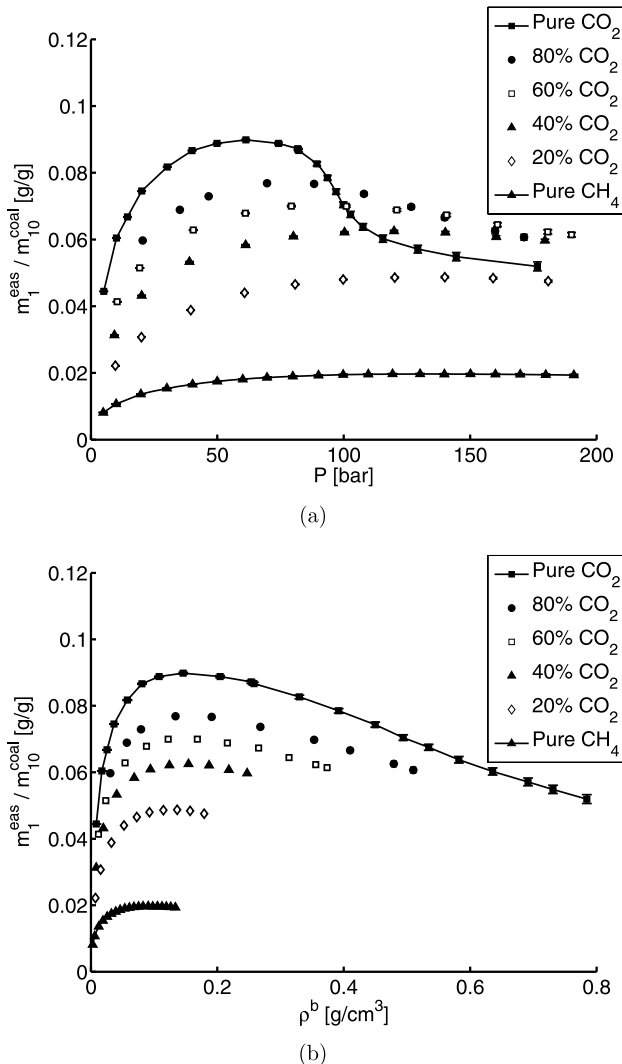 0.12
0.1
0.08
0.06
0.04
0.02
0
m₁ᵉᵃˢ / m₁₀ᶜᵒᵃˡ [g/g]
0
50
100
150
200
P [bar]
Pure CO₂
80% CO₂
60% CO₂
40% CO₂
20% CO₂
Pure CH₄
(a)
0.12
0.1
0.08
0.06
0.04
0.02
0
m₁ᵉᵃˢ / m₁₀ᶜᵒᵃˡ [g/g]
0
0.2
0.4
0.6
0.8
ρᵇ [g/cm³]
Pure CO₂
80% CO₂
60% CO₂
40% CO₂
20% CO₂
Pure CH₄
(b)